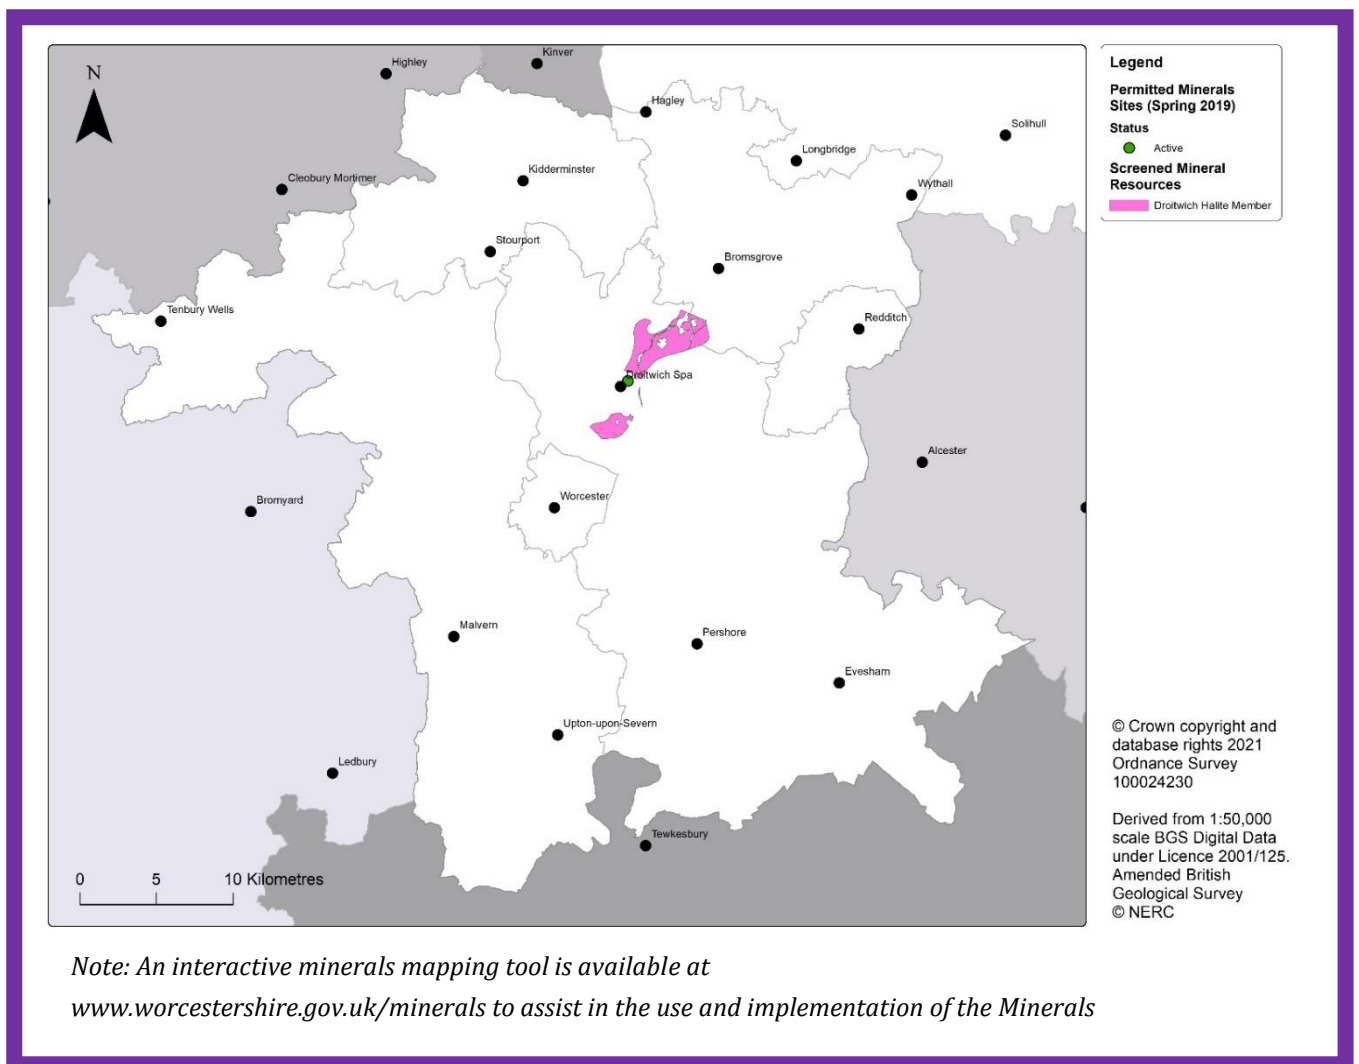 N
Highley
Kinver
Hagley
Solihull
Longbridge
Kidderminster
Cleobury Mortimer
Wythall
Stourport
Bromsgrove
Tenbury Wells
Redditch
Droitwich Spa
Alcester
Bromyard
Worcester
Malvern
Pershore
Evesham
Upton-upon-Severn
Ledbury
Tewkesbury
0 5 10 Kilometres
Legend
Permitted Minerals
Sites (Spring 2019)
Status
Active
Screened Mineral
Resources
Droitwich Halite Member
© Crown copyright and
database rights 2021
Ordnance Survey
100024230
Derived from 1:50,000
scale BGS Digital Data
under Licence 2001/125.
Amended British
Geological Survey
© NERC
Note: An interactive minerals mapping tool is available at
www.worcestershire.gov.uk/minerals to assist in the use and implementation of the Minerals